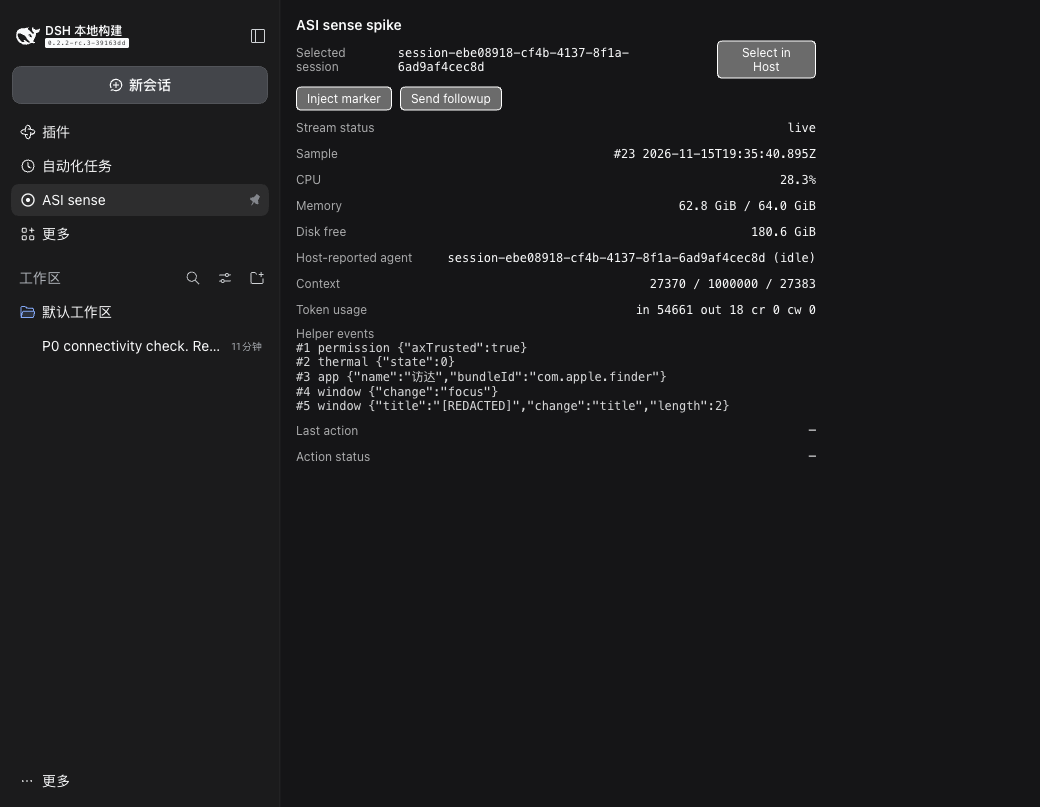 DSH 本地构建
0.2.2-rc.3-39163dd
新会话
插件
自动化任务
ASI sense
更多
工作区
默认工作区
P0 connectivity check. Re... 11分钟
... 更多
ASI sense spike
Selected session session-ebe08918-cf4b-4137-8f1a-6ad9af4cec8d
Select in Host
Inject marker Send followup
Stream status live
Sample #23 2026-11-15T19:35:40.895Z
CPU 28.3%
Memory 62.8 GiB / 64.0 GiB
Disk free 180.6 GiB
Host-reported agent session-ebe08918-cf4b-4137-8f1a-6ad9af4cec8d (idle)
Context 27370 / 1000000 / 27383
Token usage in 54661 out 18 cr 0 cw 0
Helper events
#1 permission {"axTrusted":true}
#2 thermal {"state":0}
#3 app {"name":"访达","bundleId":"com.apple.finder"}
#4 window {"change":"focus"}
#5 window {"title":"[REDACTED]","change":"title","length":2}
Last action —
Action status —